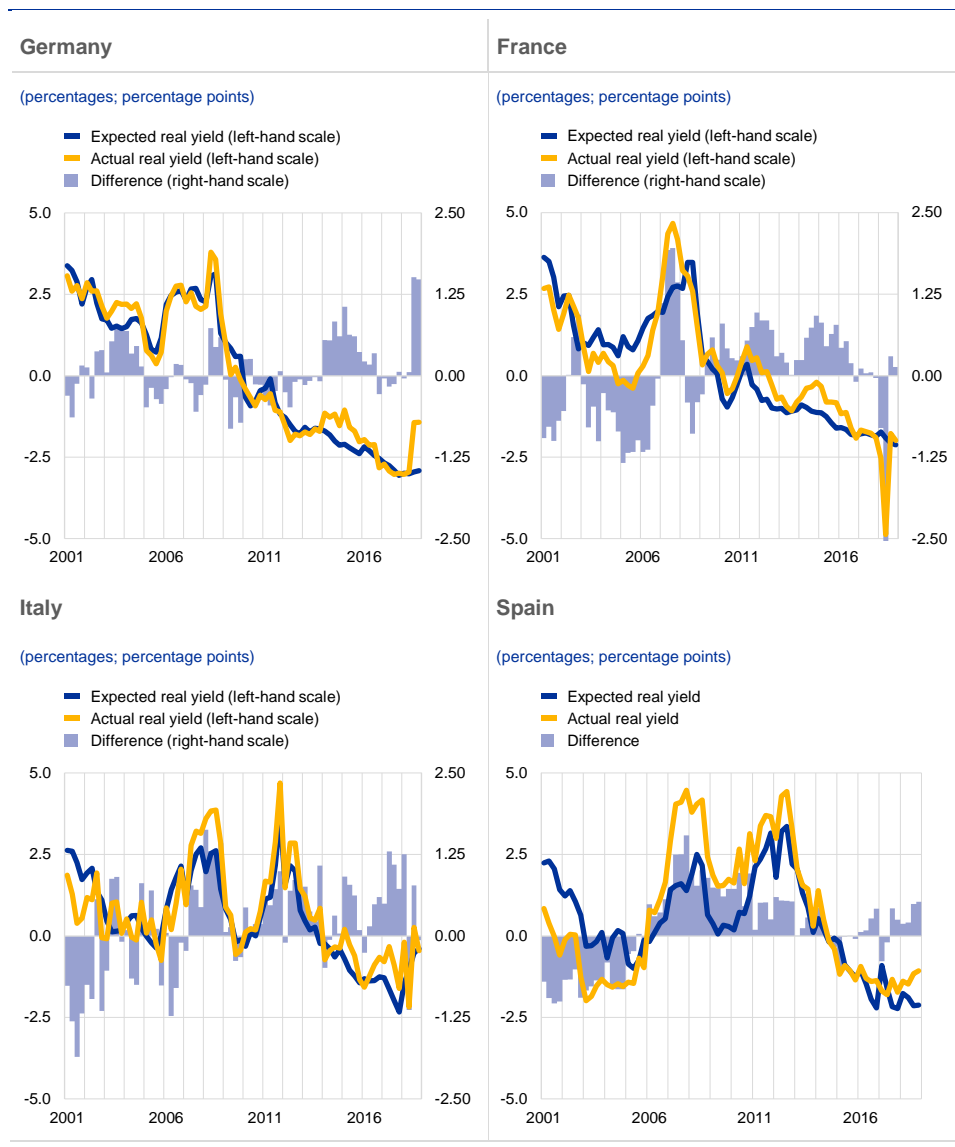 Germany
France
(percentages; percentage points)
(percentages; percentage points)
Expected real yield (left-hand scale)
Actual real yield (left-hand scale)
Difference (right-hand scale)
Expected real yield (left-hand scale)
Actual real yield (left-hand scale)
Difference (right-hand scale)
5.0
2.5
0.0
-2.5
-5.0
2.50
1.25
0.00
-1.25
-2.50
2001 2006 2011 2016
5.0
2.5
0.0
-2.5
-5.0
2.50
1.25
0.00
-1.25
-2.50
2001 2006 2011 2016
Italy
Spain
(percentages; percentage points)
(percentages; percentage points)
Expected real yield (left-hand scale)
Actual real yield (left-hand scale)
Difference (right-hand scale)
Expected real yield
Actual real yield
Difference
5.0
2.5
0.0
-2.5
-5.0
2.50
1.25
0.00
-1.25
-2.50
2001 2006 2011 2016
5.0
2.5
0.0
-2.5
-5.0
2001 2006 2011 2016